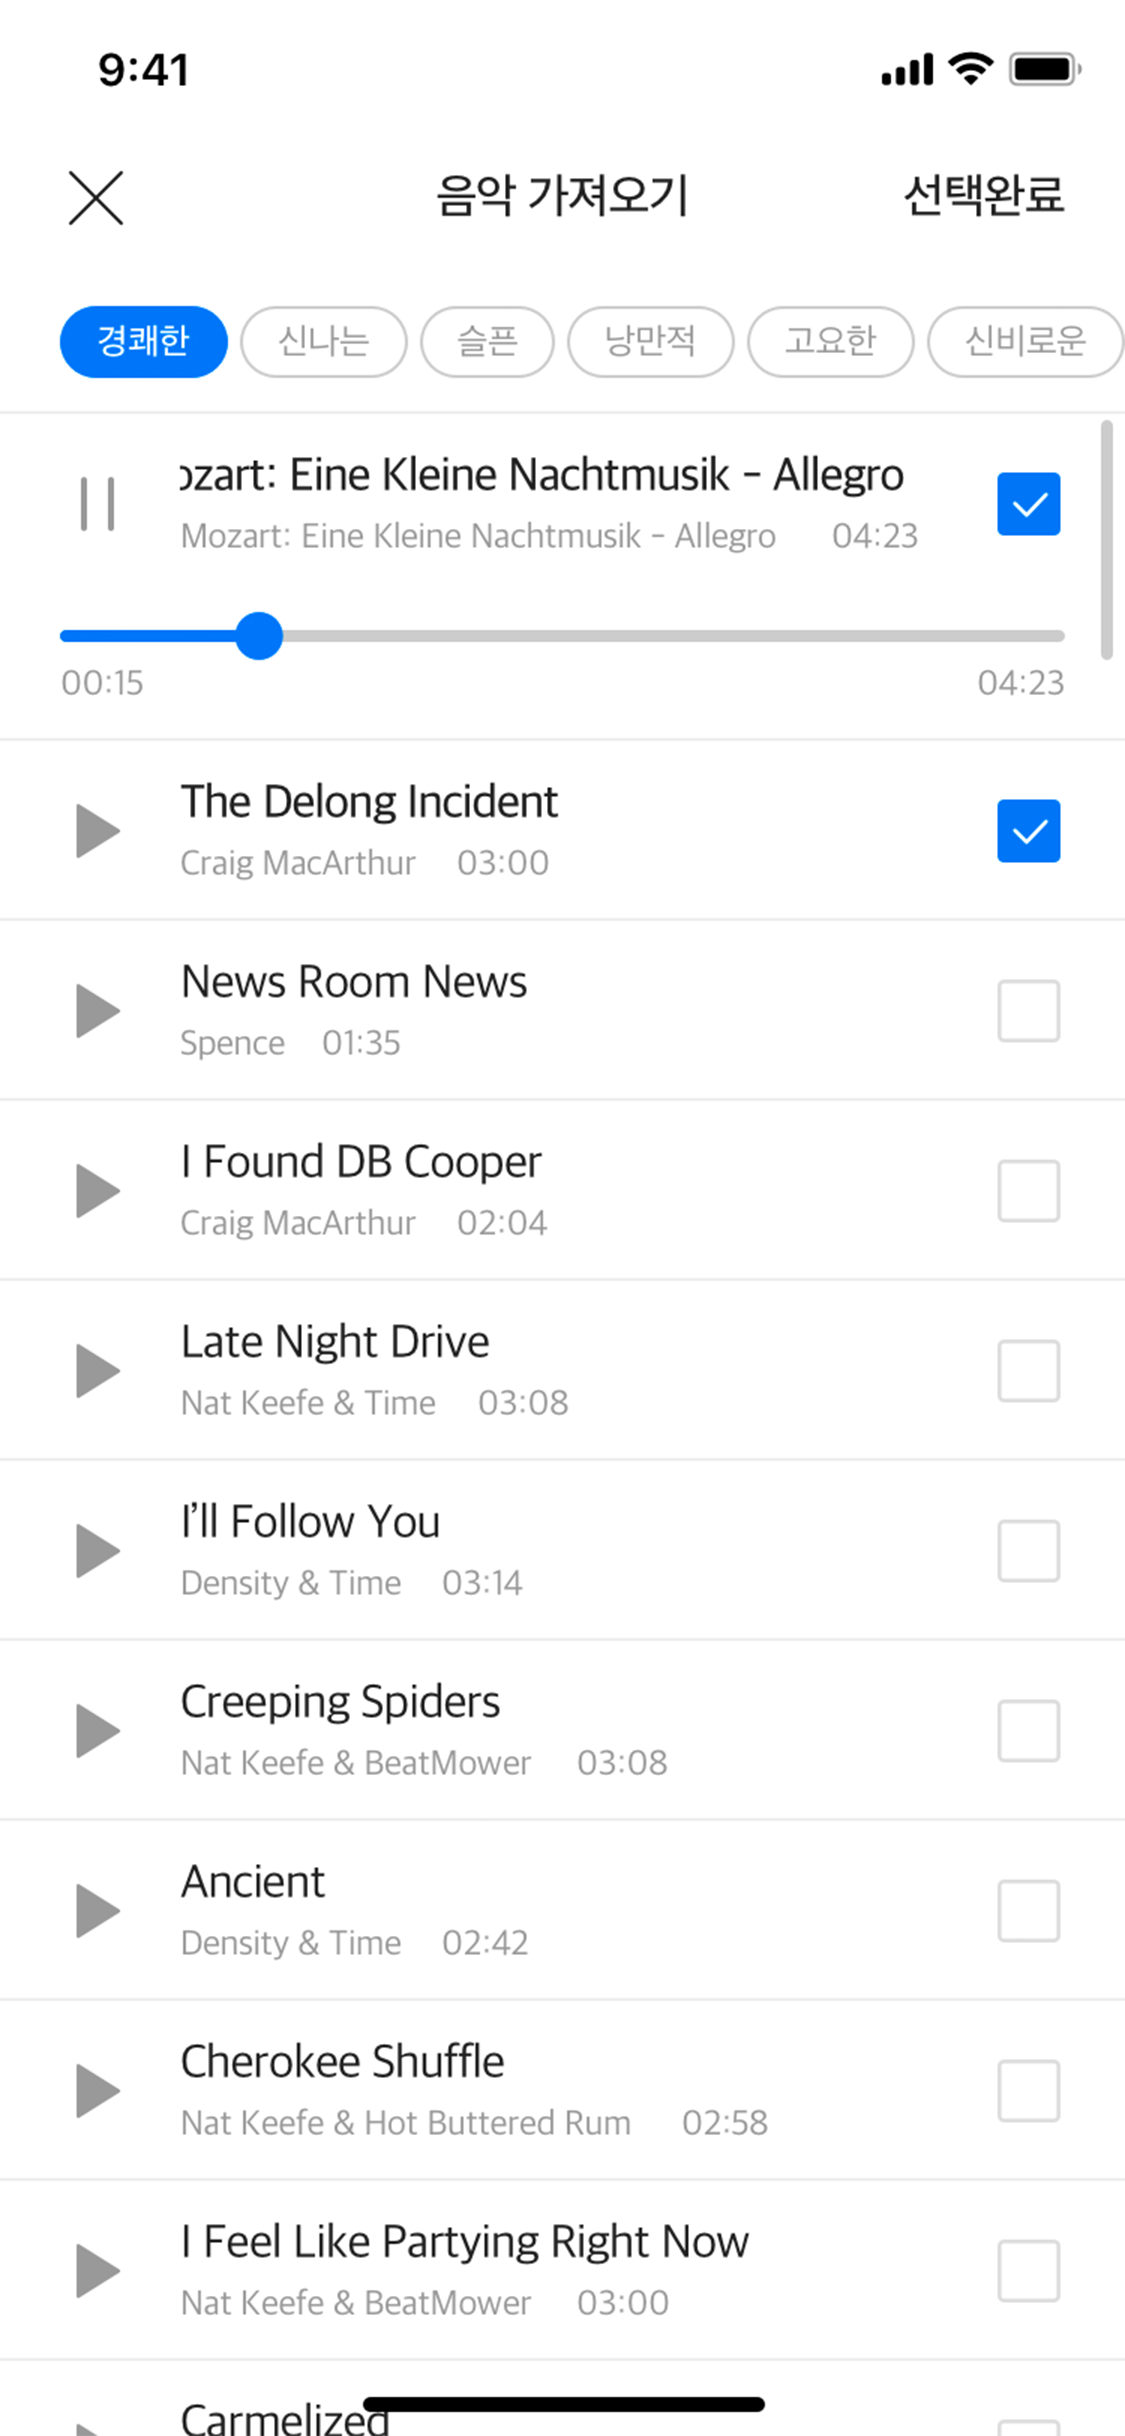 9:41
음악 가져오기 선택완료
경쾌한 신나는 슬픈 낭만적 고요한 신비로운
ozart: Eine Kleine Nachtmusik - Allegro
Mozart: Eine Kleine Nachtmusik - Allegro 04:23
00:15 04:23
The Delong Incident
Craig MacArthur 03:00
News Room News
Spence 01:35
I Found DB Cooper
Craig MacArthur 02:04
Late Night Drive
Nat Keefe & Time 03:08
I’ll Follow You
Density & Time 03:14
Creeping Spiders
Nat Keefe & BeatMower 03:08
Ancient
Density & Time 02:42
Cherokee Shuffle
Nat Keefe & Hot Buttered Rum 02:58
I Feel Like Partying Right Now
Nat Keefe & BeatMower 03:00
Carmelized